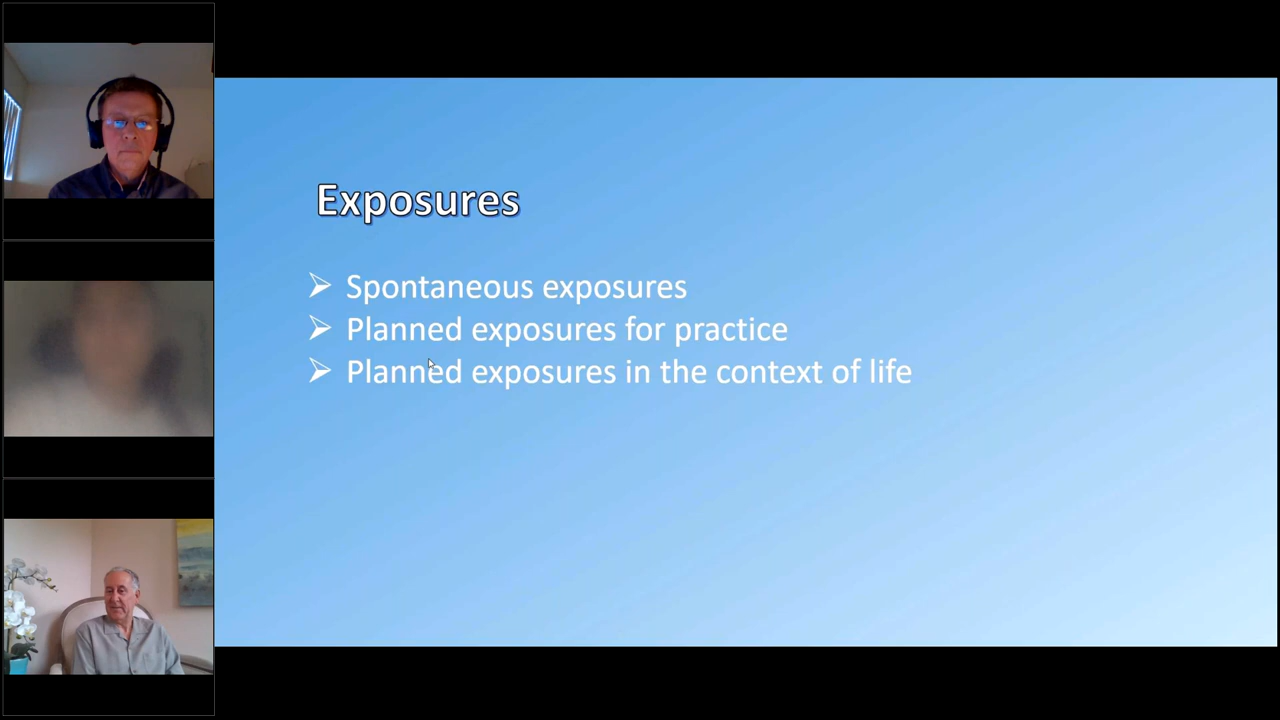 Exposures
Spontaneous exposures
Planned exposures for practice
Planned exposures in the context of life